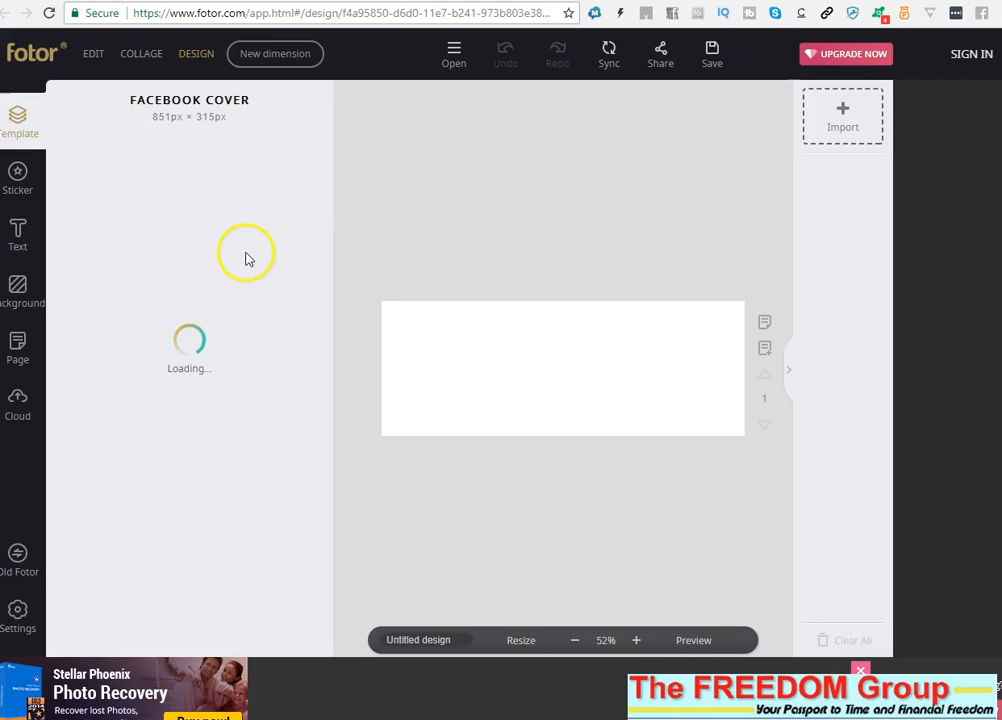 Secure https://www.fotor.com/app.html#/design/f4a95850-d6d0-11e7-b241-973b803e38...
fotor® EDIT COLLAGE DESIGN New dimension Open Undo Redo Sync Share Save UPGRADE NOW SIGN IN
FACEBOOK COVER
851px × 315px
Import
Template
Sticker
Text
Background
Page
Cloud
Loading...
1
Old Fotor
Settings
Untitled design Resize 52% Preview
Clear All
Stellar Phoenix
Photo Recovery
Recover lost Photos,
Buy now!
The FREEDOM Group
Your Passport to Time and Financial Freedom